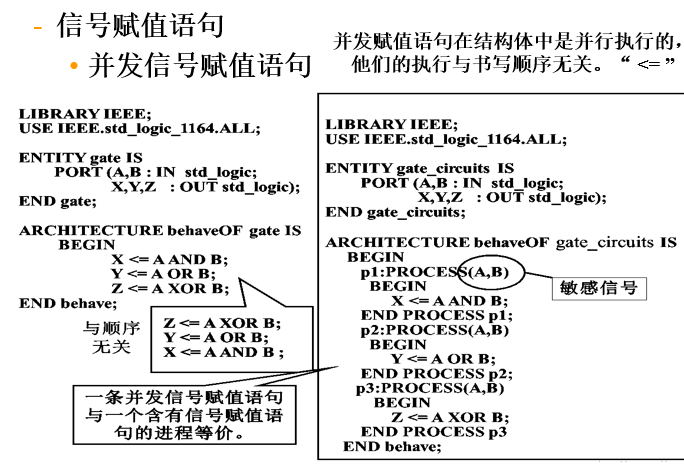 - 信号赋值语句
• 并发信号赋值语句
并发赋值语句在结构体中是并行执行的，
他们的执行与书写顺序无关。“ <= ”
LIBRARY IEEE;
USE IEEE.std_logic_1164.ALL;
ENTITY gate IS
PORT (A,B : IN std_logic;
X,Y,Z : OUT std_logic);
END gate;
ARCHITECTURE behaveOF gate IS
BEGIN
X <= A AND B;
Y <= A OR B;
Z <= A XOR B;
END behave;
与顺序
无关
Z <= A XOR B;
Y <= A OR B;
X <= A AND B ;
一条并发信号赋值语句
与一个含有信号赋值语
句的进程等价。
LIBRARY IEEE;
USE IEEE.std_logic_1164.ALL;
ENTITY gate_circuits IS
PORT (A,B : IN std_logic;
X,Y,Z : OUT std_logic);
END gate_circuits;
ARCHITECTURE behaveOF gate_circuits IS
BEGIN
p1:PROCESS(A,B)
敏感信号
BEGIN
X <= A AND B;
END PROCESS p1;
p2:PROCESS(A,B)
BEGIN
Y <= A OR B;
END PROCESS p2;
p3:PROCESS(A,B)
BEGIN
Z <= A XOR B;
END PROCESS p3
END behave;